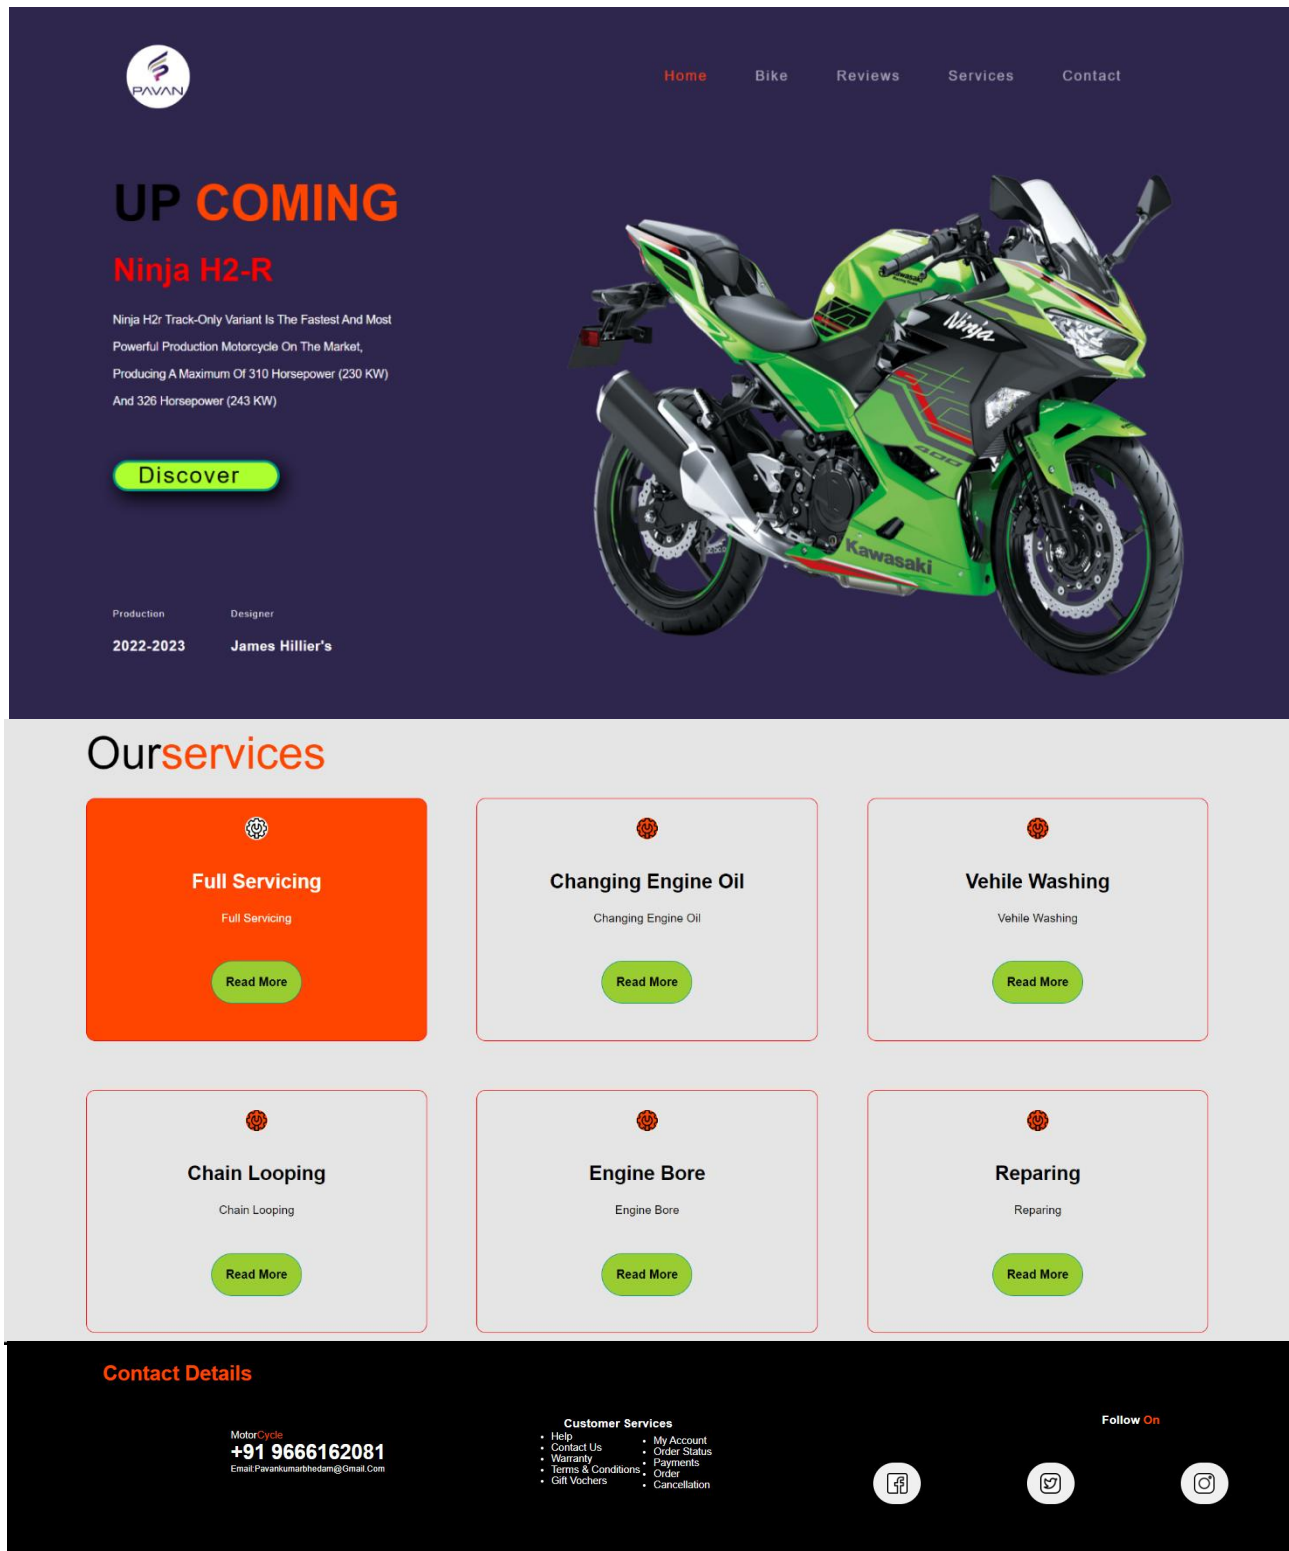 PAVAN
Home Bike Reviews Services Contact
UP COMING
Ninja H2-R
Ninja H2r Track-Only Variant Is The Fastest And Most
Powerful Production Motorcycle On The Market,
Producing A Maximum Of 310 Horsepower (230 KW)
And 326 Horsepower (243 KW)
Discover
Kawasaki
Ninja
400
Kawasaki
Production Designer
2022-2023 James Hillier's
Ourservices
Full Servicing
Full Servicing
Read More
Changing Engine Oil
Changing Engine Oil
Read More
Vehile Washing
Vehile Washing
Read More
Chain Looping
Chain Looping
Read More
Engine Bore
Engine Bore
Read More
Reparing
Reparing
Read More
Contact Details
MotorCycle
+91 9666162081
Email:Pavankumarbhedam@Gmail.Com
Customer Services
• Help
• Contact Us
• Warranty
• Terms & Conditions
• Gift Vochers
• My Account
• Order Status
• Payments
• Order
• Cancellation
Follow On